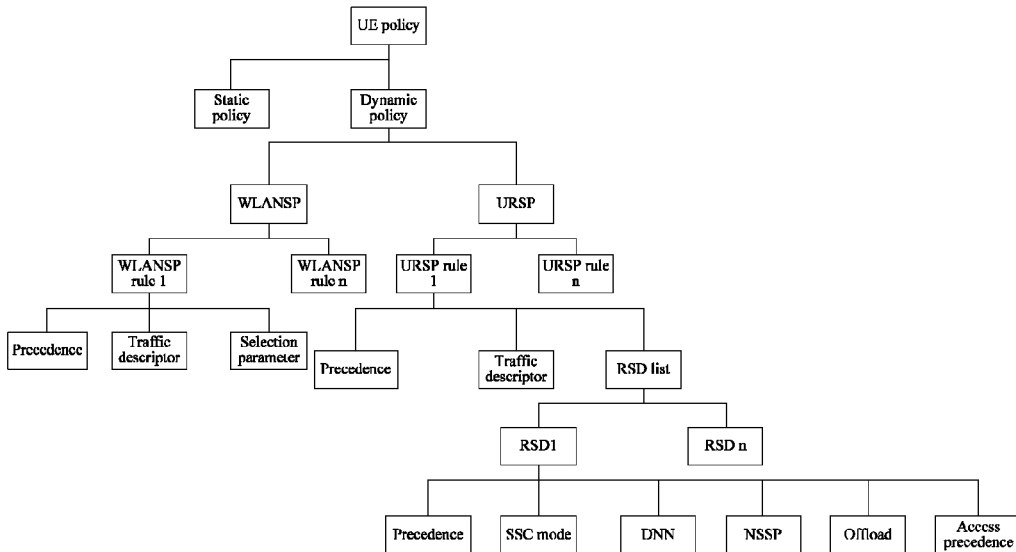 UE policy
Static
policy
Dynamic
policy
WLANSP
URSP
WLANSP
rule 1
WLANSP
rule n
URSP rule
1
URSP rule
n
Precedence
Traffic
descriptor
Selection
parameter
Precedence
Traffic
descriptor
RSD list
RSD1
RSD n
Precedence
SSC mode
DNN
NSSP
Offload
Access
precedence